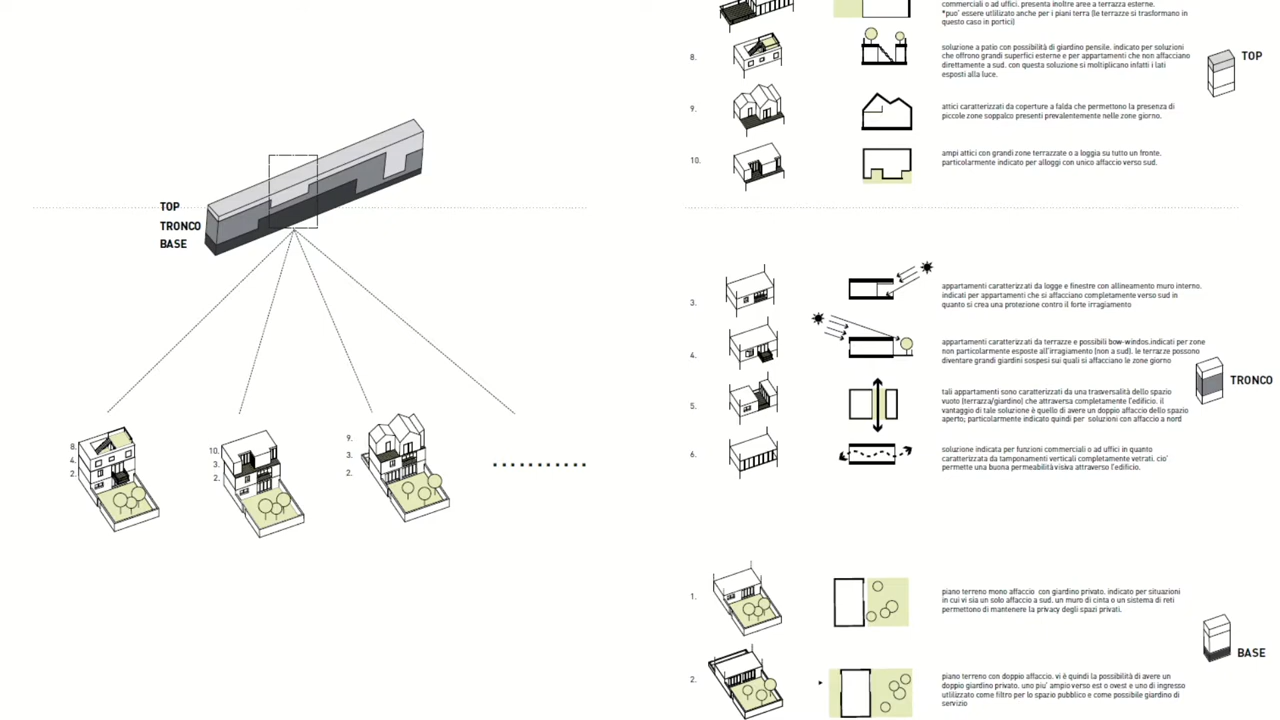 TOP
TRONCO
BASE
8.
4.
2.
10.
3.
2.
9.
3.
2.
commerciali o ad uffici. presenta inoltre aree a terrazza esterne.
*puo' essere utilizato anche per i piani terra (le terrazze si trasformano in
questo caso in portici)
8.
soluzione a patio con possibilità di giardino pensile. indicato per soluzioni
che offrono grandi superfici esterne e per appartamenti che non affacciano
direttamente a sud. con questa soluzione si moltiplicano infatti i lati
esposti alla luce.
TOP
9.
attici caratterizzati da coperture a falda che permettono la presenza di
piccole zone soppalco presenti prevalentemente nelle zone giorno.
10.
ampi attici con grandi zone terrazzate o a loggia su tutto un fronte.
particolarmente indicato per alloggi con unico affaccio verso sud.
3.
appartamenti caratterizzati da logge e finestre con allineamento muro interno.
indicati per appartamenti che si affacciano completamente verso sud in
quanto si crea una protezione contro il forte irragiamento
4.
appartamenti caratterizzati da terrazze e possibili bow-windos.indicati per zone
non particolarmente esposte all'irragiamento (non a sud). le terrazze possono
diventare grandi giardini sospesi sui quali si affacciano le zone giorno
TRONCO
5.
tali appartamenti sono caratterizzati da una trasversalità dello spazio
vuoto (terrazza/giardino) che attraversa completamente l'edificio. il
vantaggio di tale soluzione è quello di avere un doppio affaccio dello spazio
aperto; particolarmente indicato quindi per soluzioni con affaccio a nord
6.
soluzione indicata per funzioni commerciali o ad uffici in quanto
caratterizzata da tamponamenti verticali completamente vetrati. cio'
permette una buona permeabilità visiva attraverso l'edificio.
1.
piano terreno mono affaccio con giardino privato. indicato per situazioni
in cui vi sia un solo affaccio a sud. un muro di cinta o un sistema di reti
permettono di mantenere la privacy degli spazi privati.
BASE
2.
piano terreno con doppio affaccio. vi è quindi la possibilità di avere un
doppio giardino privato. uno piu' ampio verso est o ovest e uno di ingresso
utilizzato come filtro per lo spazio pubblico e come possibile giardino di
servizio